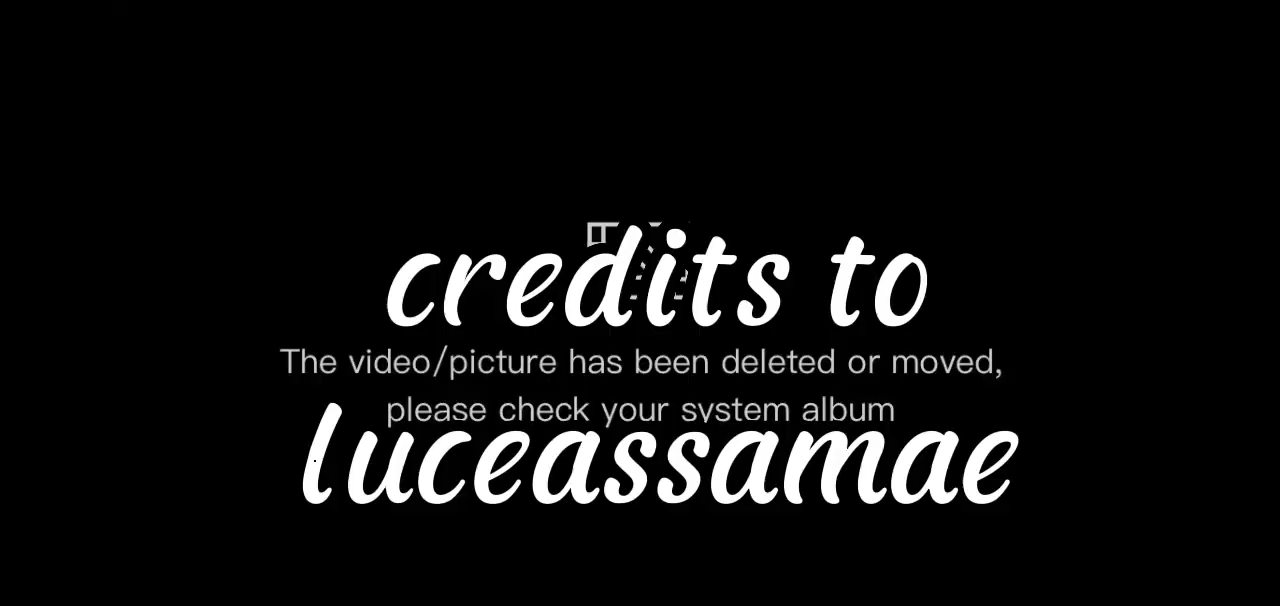 credits to
The video/picture has been deleted or moved,
please check your system album
luceassamae